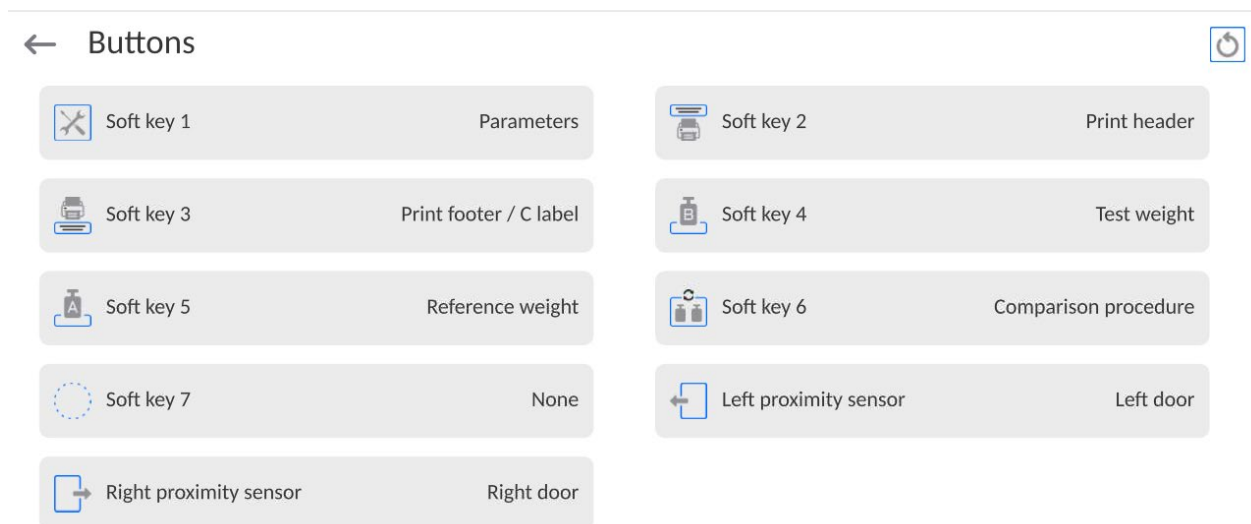 Buttons
Soft key 1 Parameters
Soft key 2 Print header
Soft key 3 Print footer / C label
B
Soft key 4 Test weight
A
Soft key 5 Reference weight
Soft key 6 Comparison procedure
Soft key 7 None
Left proximity sensor Left door
Right proximity sensor Right door